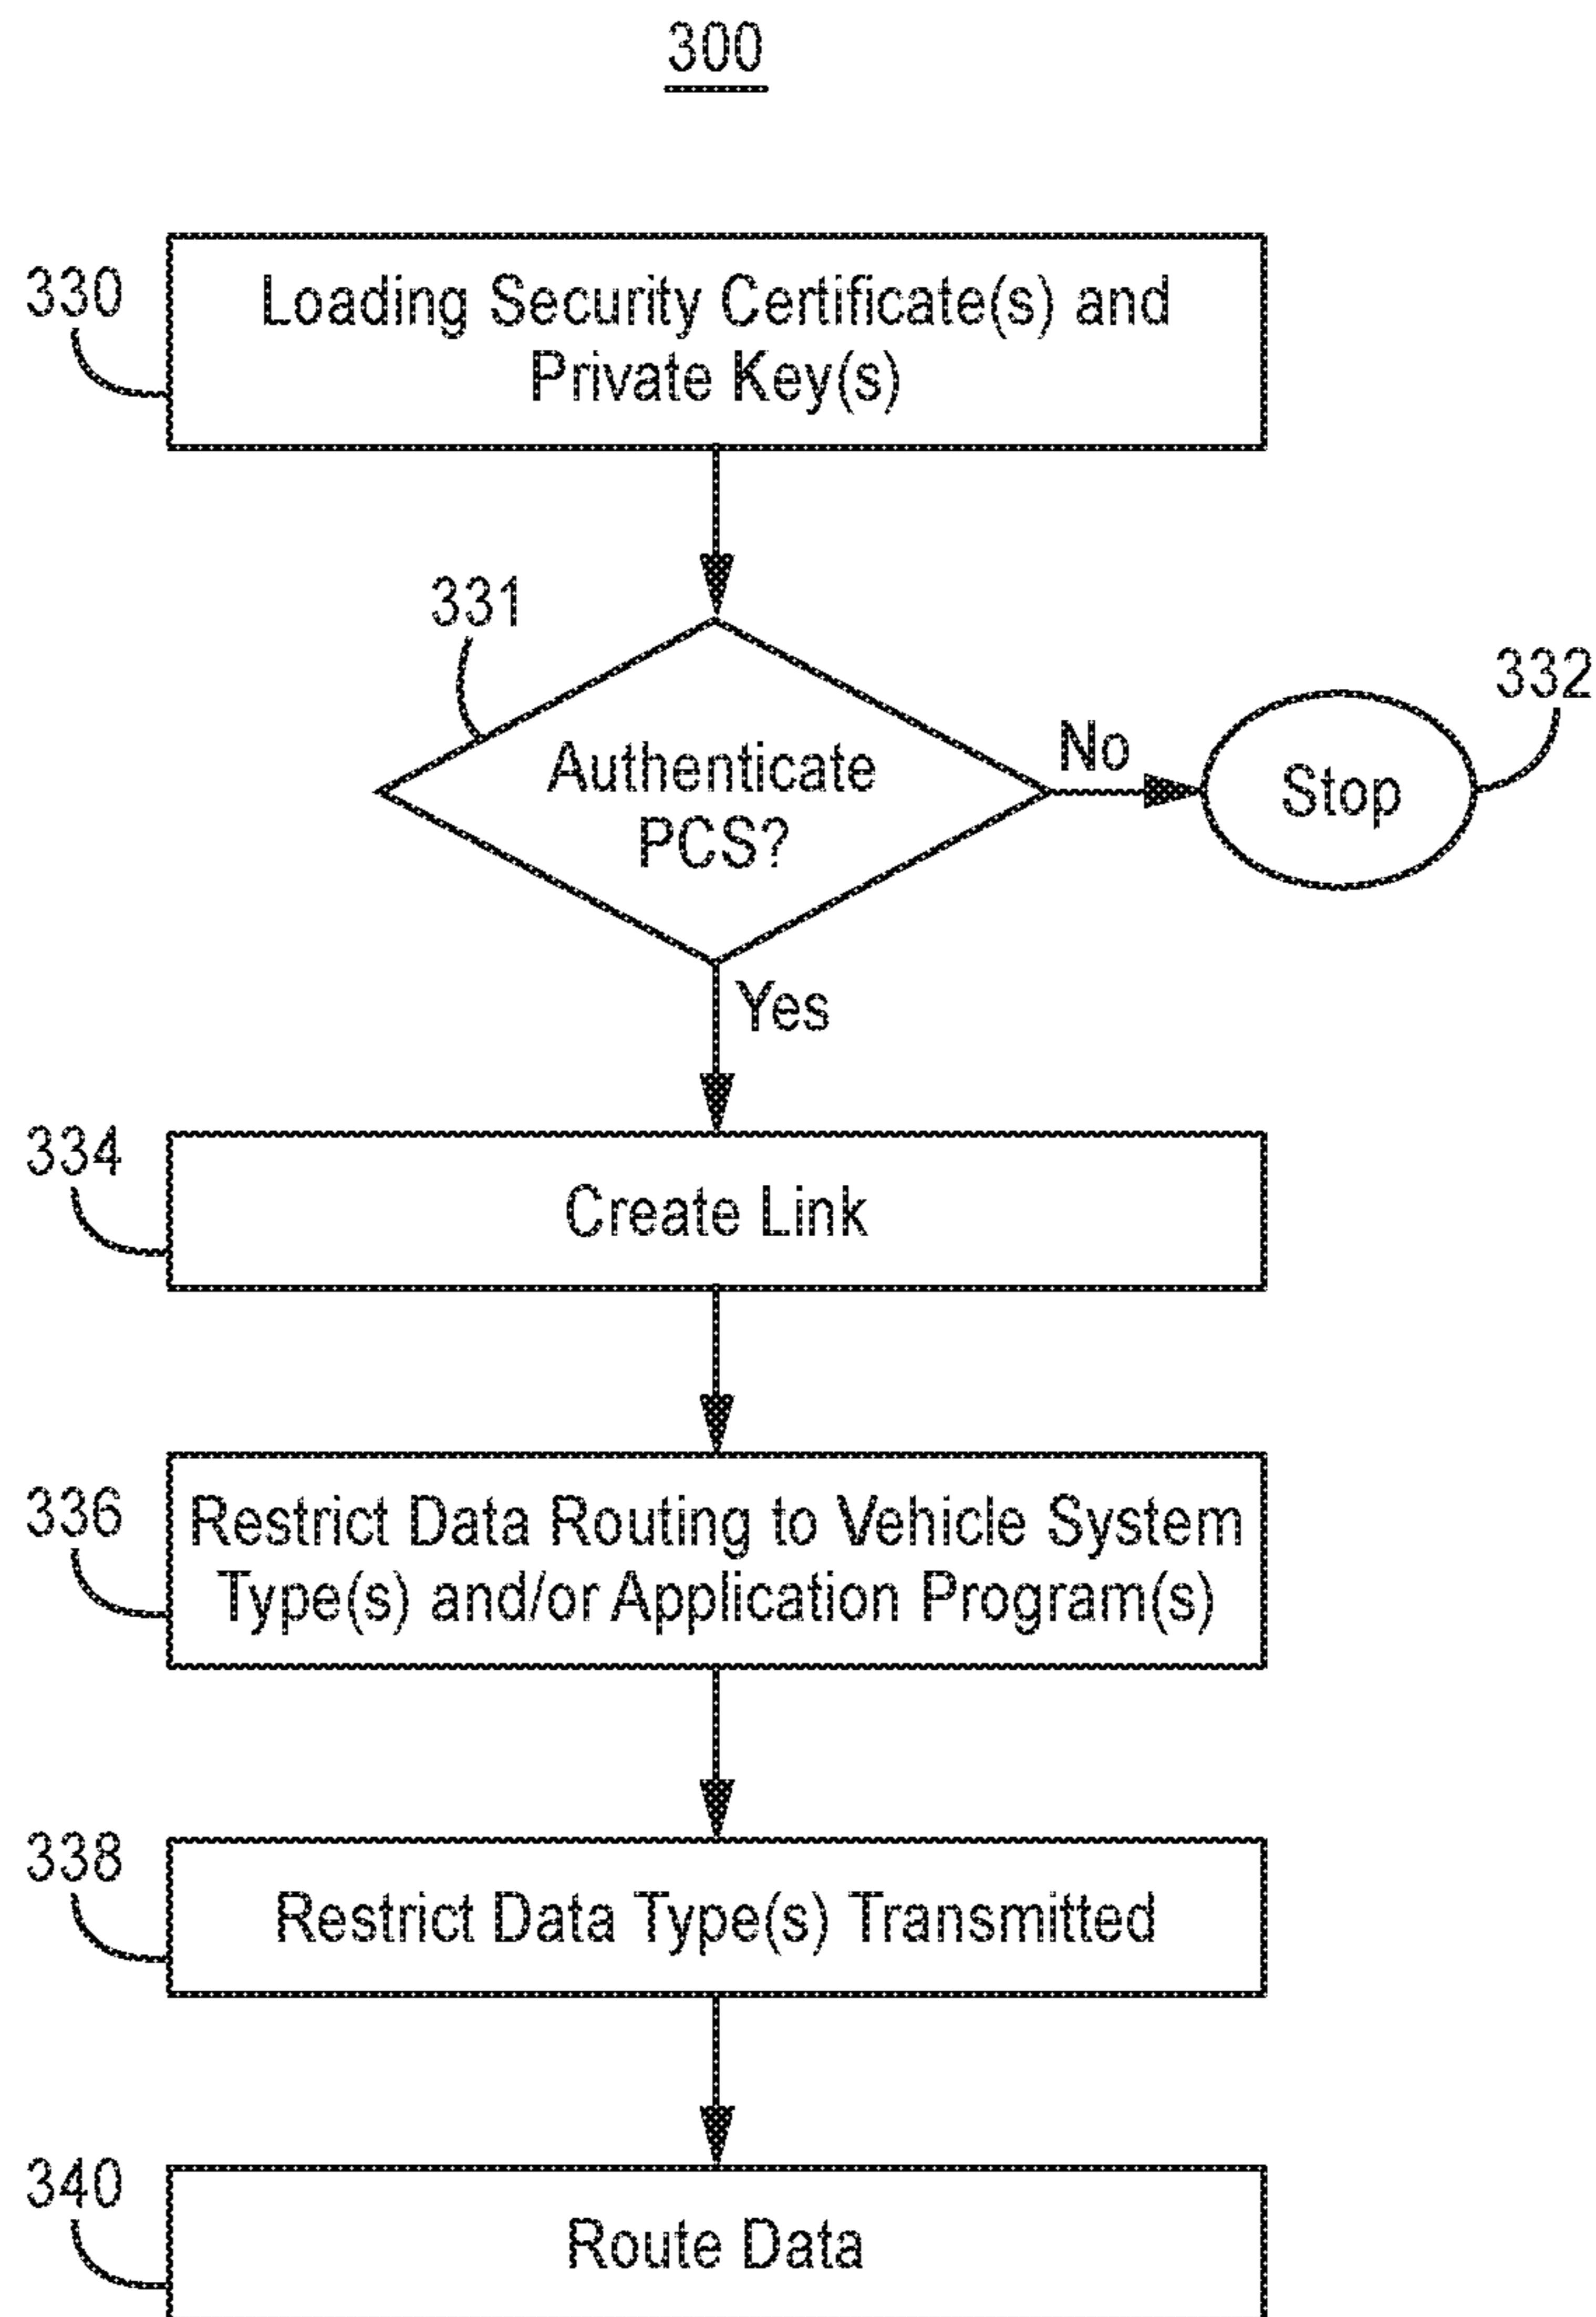 300
330
Loading Security Certificate(s) and
Private Key(s)
331
332
Authenticate
PCS?
No
Stop
Yes
334
Create Link
336
Restrict Data Routing to Vehicle System
Type(s) and/or Application Program(s)
338
Restrict Data Type(s) Transmitted
340
Route Data